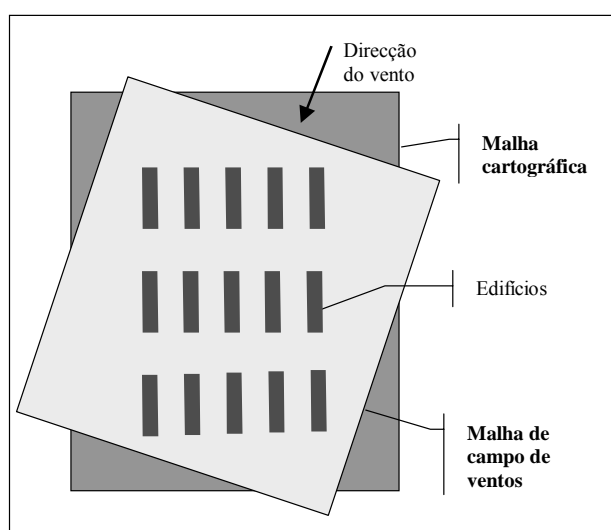 Direcção
do vento
Malha
cartográfica
Edifícios
Malha de
campo de
ventos